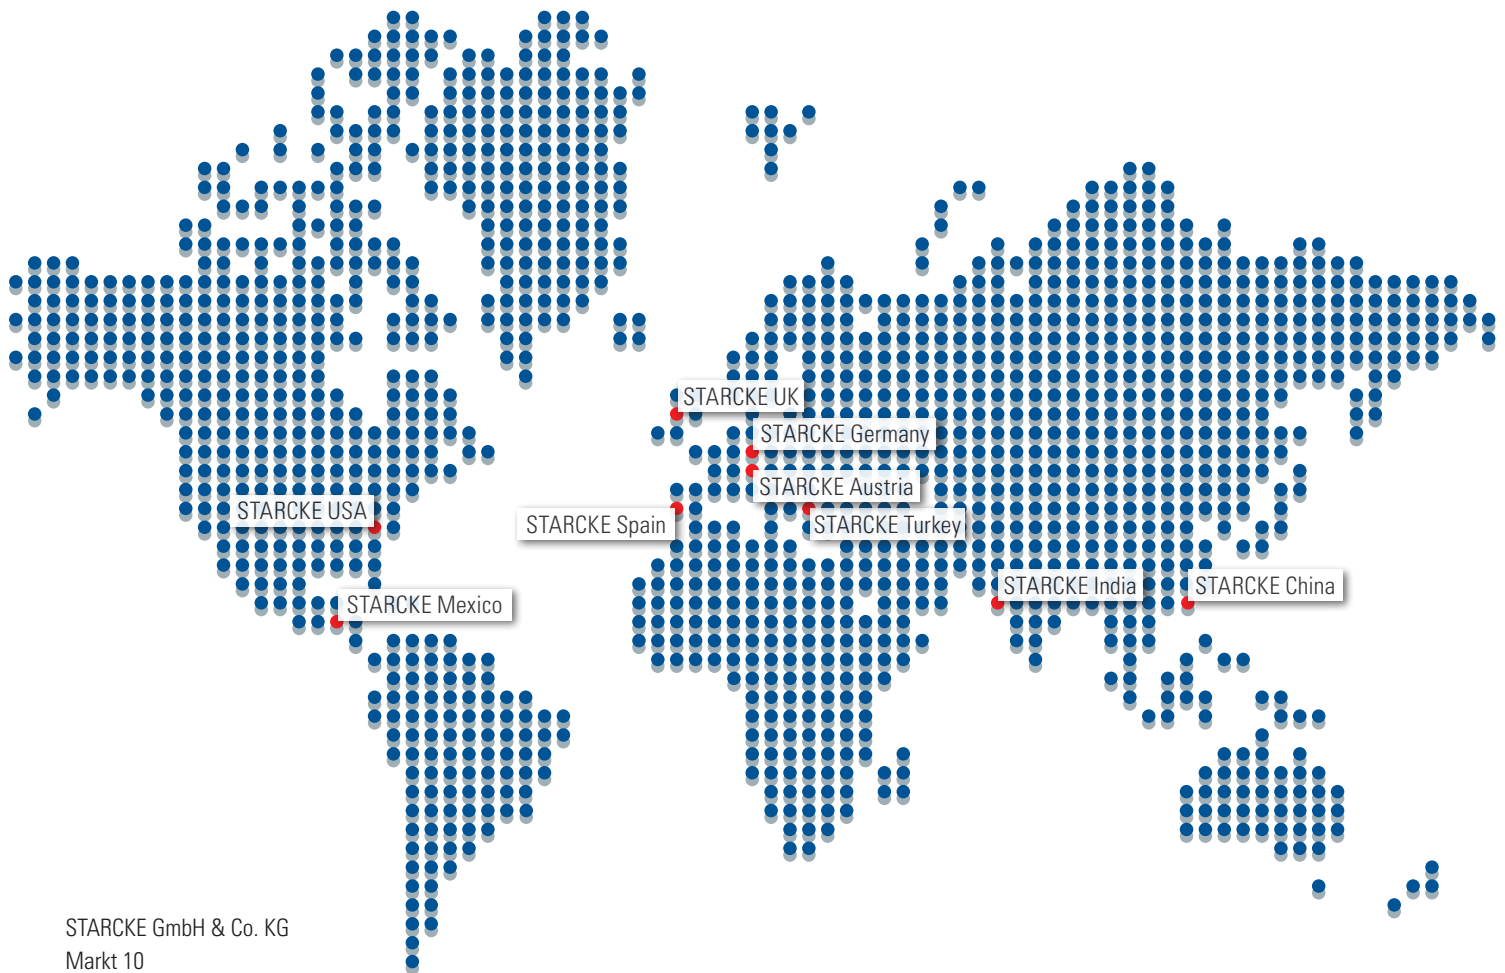 STARCKE UK
STARCKE Germany
STARCKE Austria
STARCKE USA
STARCKE Spain
STARCKE Turkey
STARCKE India
STARCKE China
STARCKE Mexico
STARCKE GmbH & Co. KG
Markt 10